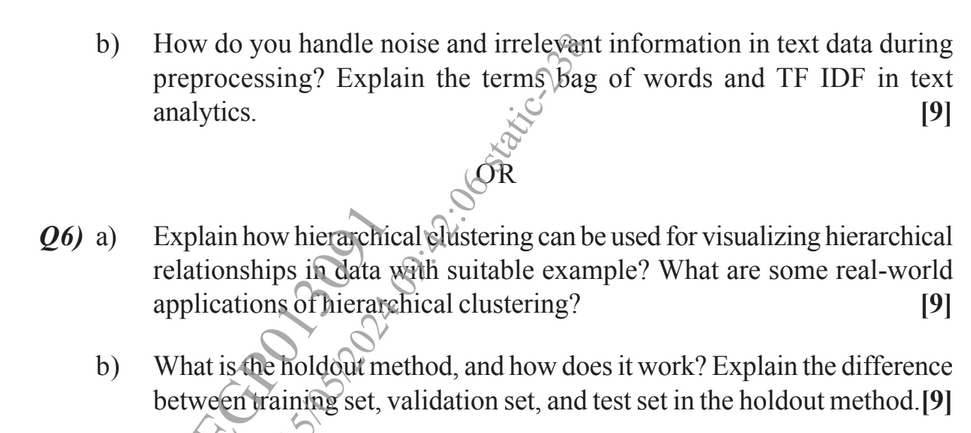 b) How do you handle noise and irrelevant information in text data during
preprocessing? Explain the terms bag of words and TF IDF in text
analytics. [9]
OR
Q6) a) Explain how hierarchical clustering can be used for visualizing hierarchical
relationships in data with suitable example? What are some real-world
applications of hierarchical clustering? [9]
b) What is the holdout method, and how does it work? Explain the difference
between training set, validation set, and test set in the holdout method.[9]
EGP013091
5/05/2024 09:42:06 static-238